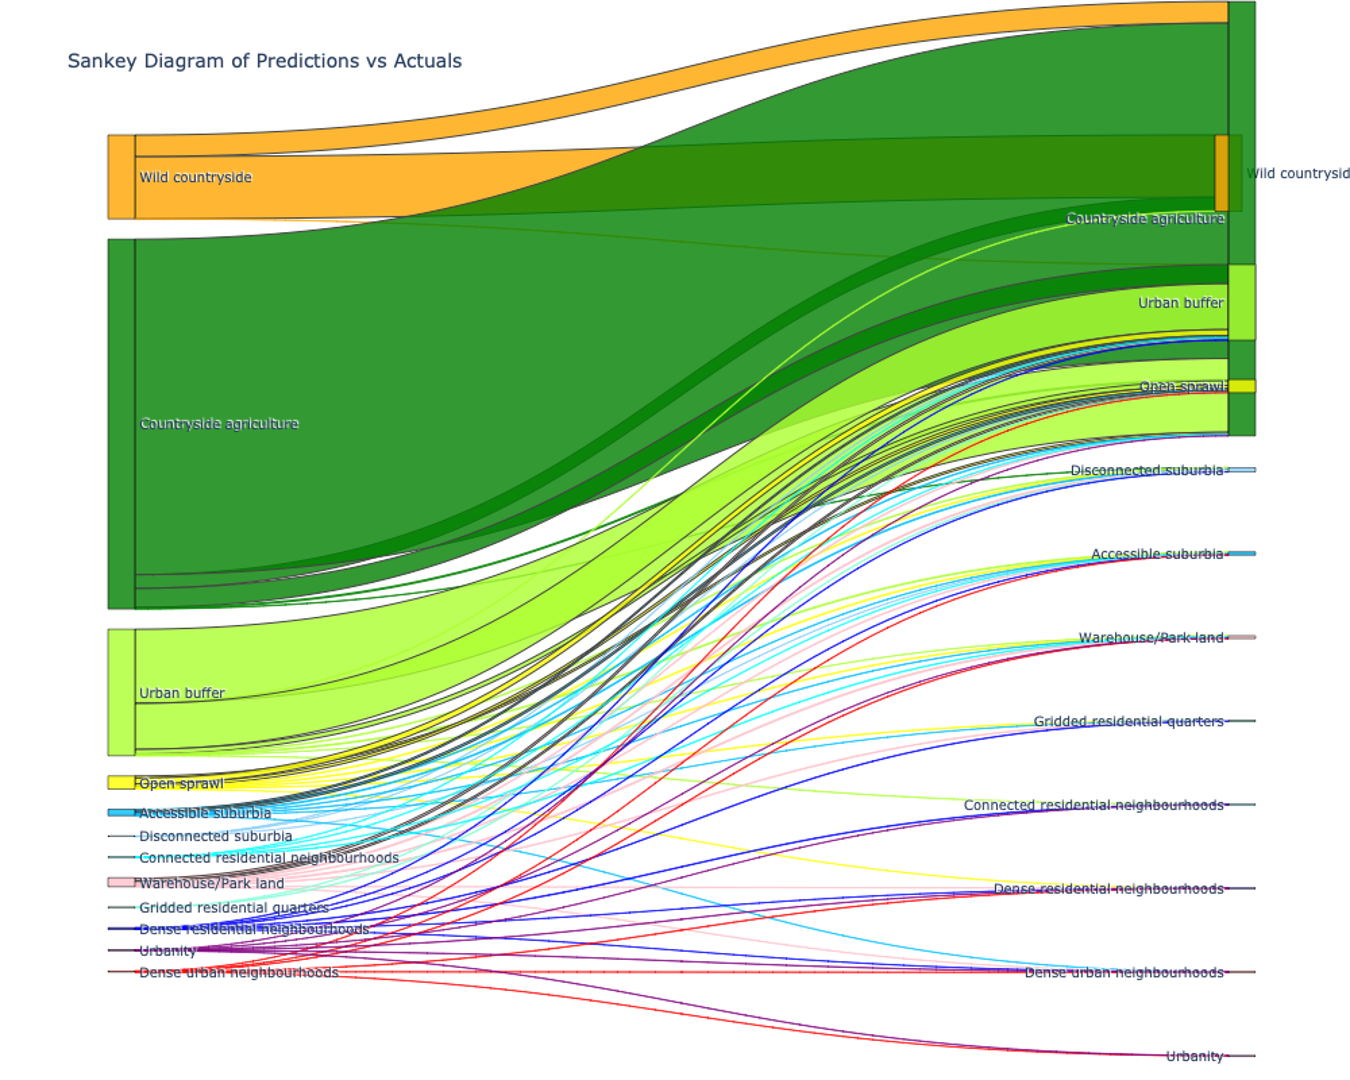 Sankey Diagram of Predictions vs Actuals
Wild countryside
Countryside agriculture
Urban buffer
Open sprawl
Accessible suburbia
Disconnected suburbia
Connected residential neighbourhoods
Warehouse/Park land
Gridded residential quarters
Dense residential neighbourhoods
Urbanity
Dense urban neighbourhoods
Wild countrysid
Countryside agriculture
Urban buffer
Open sprawl
Disconnected suburbia
Accessible suburbia
Warehouse/Park land
Gridded residential quarters
Connected residential neighbourhoods
Dense residential neighbourhoods
Dense urban neighbourhoods
Urbanity